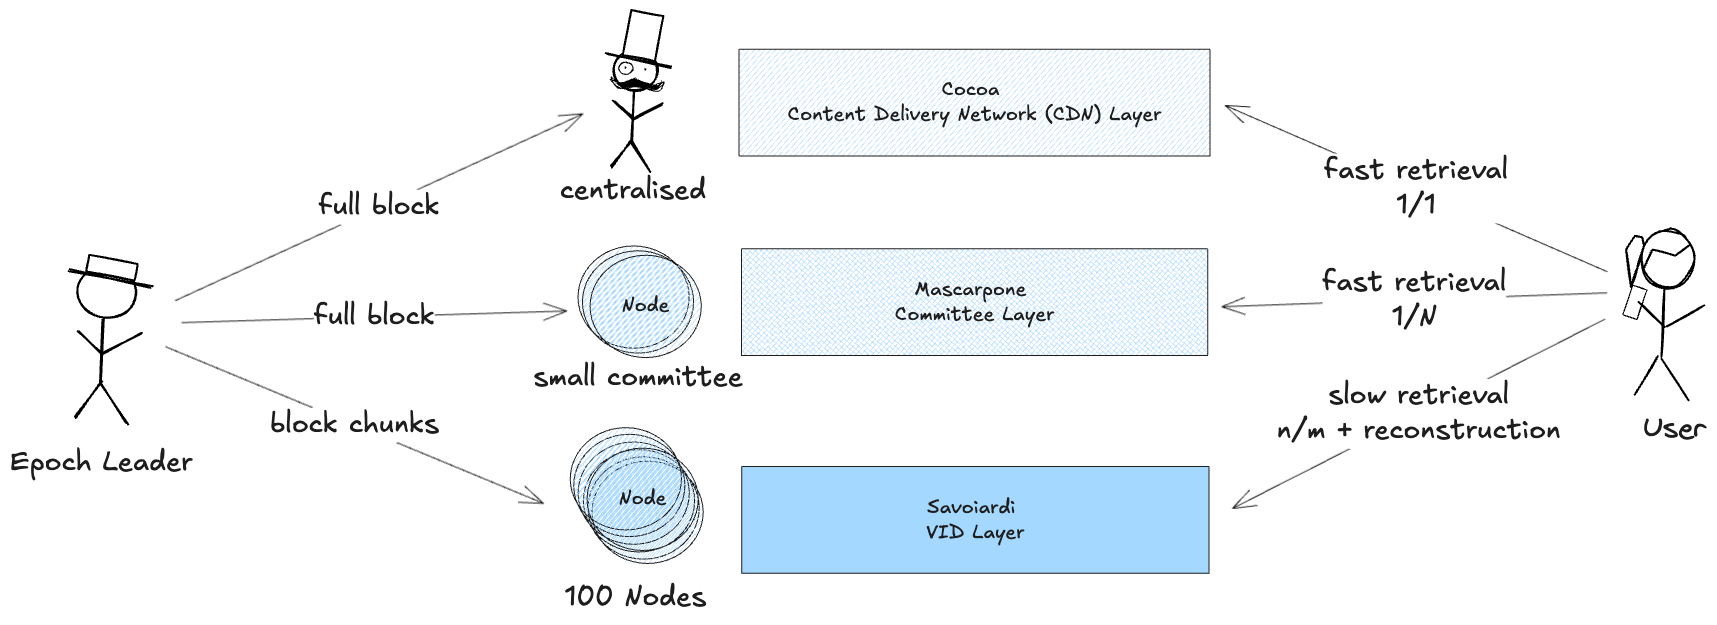 Cocoa
Content Delivery Network (CDN) Layer
centralised
full block
fast retrieval
1/1
Node
small committee
full block
Mascarpone
Committee Layer
fast retrieval
1/N
block chunks
Epoch Leader
Node
100 Nodes
Savoiardi
VID Layer
slow retrieval
n/m + reconstruction
User